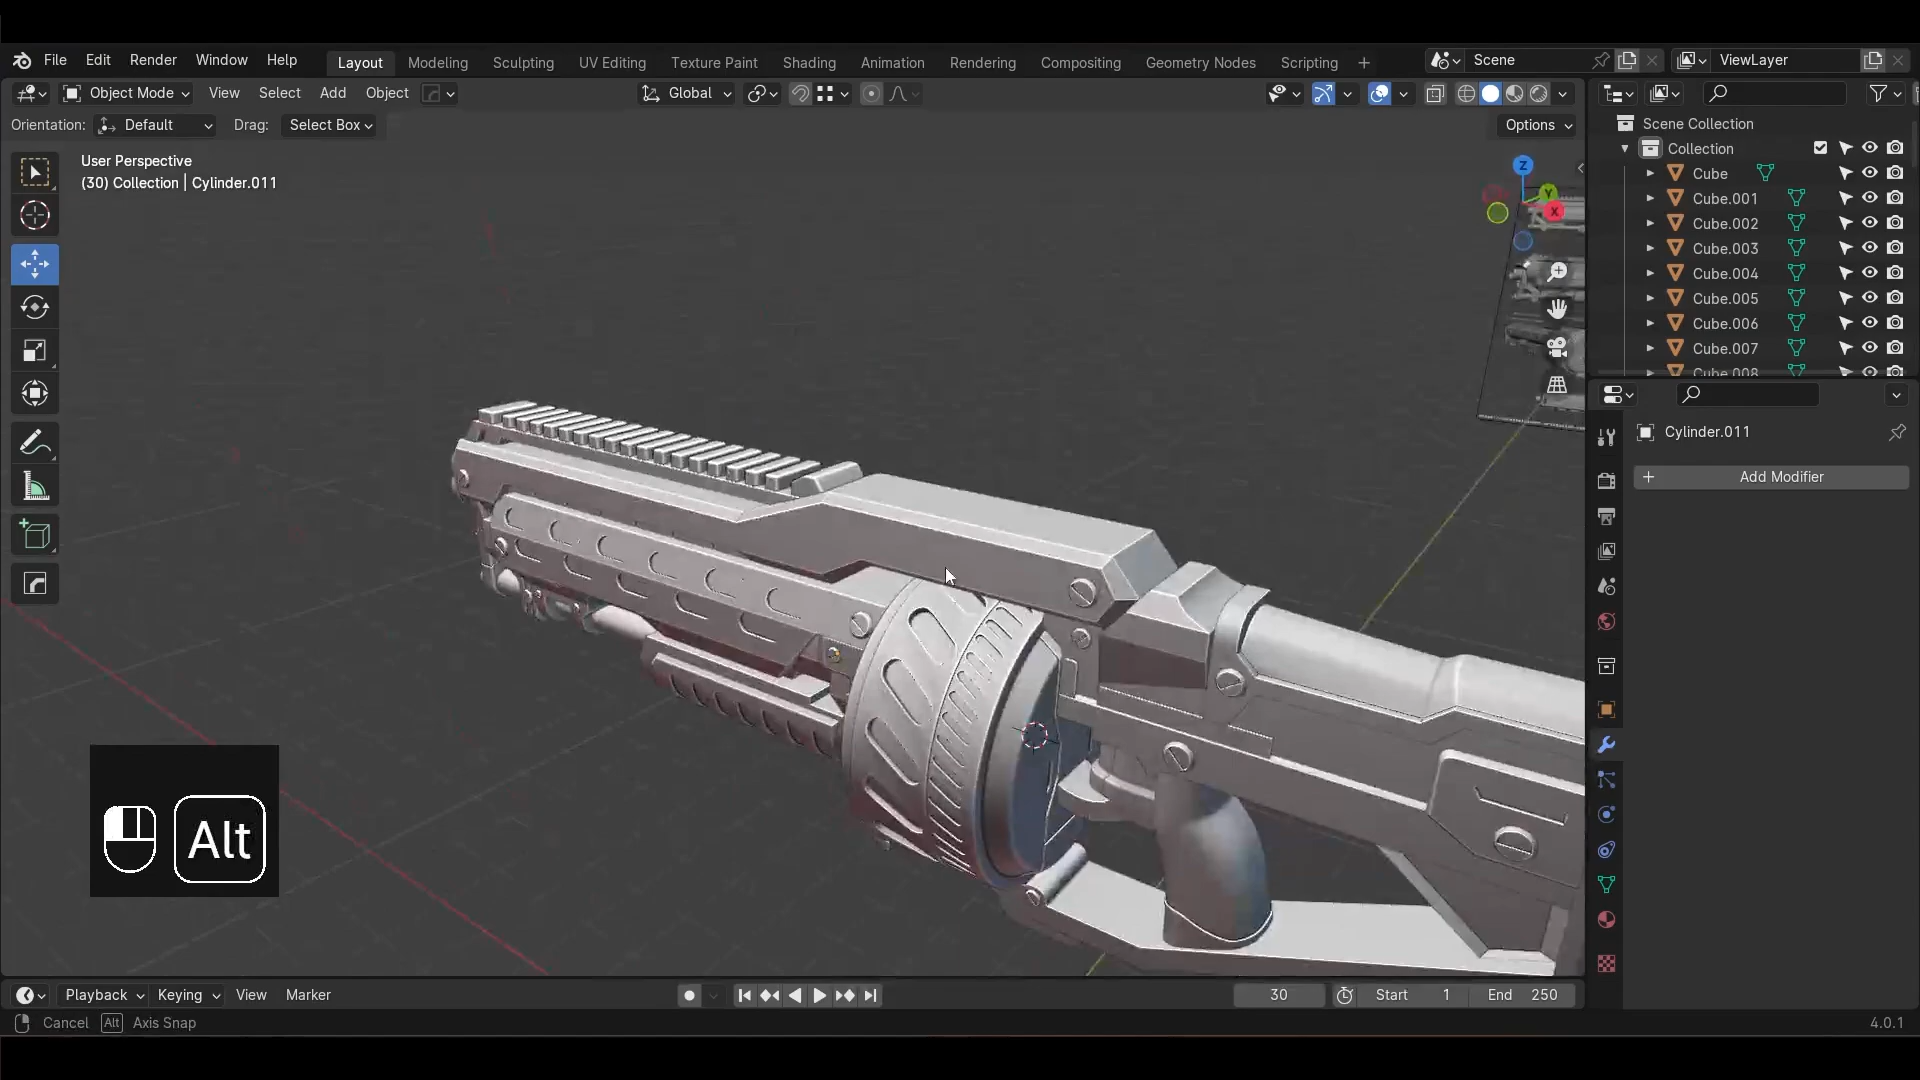 File Edit Render Window Help Layout Modeling Sculpting UV Editing Texture Paint Shading Animation Rendering Compositing Geometry Nodes Scripting + Scene ViewLayer
Object Mode View Select Add Object Global
Orientation: Default Drag: Select Box Options
User Perspective
(30) Collection | Cylinder.011
Z
Y
X
Scene Collection
Collection
Cube
Cube.001
Cube.002
Cube.003
Cube.004
Cube.005
Cube.006
Cube.007
Cube.008
Cylinder.011
+ Add Modifier
Alt
Playback Keying View Marker 30 Start 1 End 250
Cancel Alt Axis Snap 4.0.1